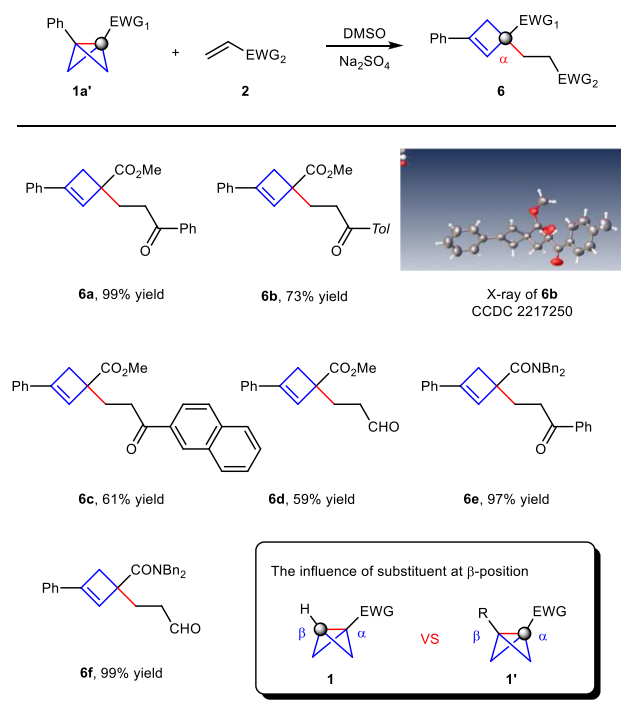 Ph EWG1
+
EWG2
DMSO
Na2SO4
Ph EWG1
α
EWG2
1a'
2
6
Ph CO2Me
O Ph
6a, 99% yield
Ph CO2Me
O Tol
6b, 73% yield
X-ray of 6b
CCDC 2217250
Ph CO2Me
O
6c, 61% yield
Ph CO2Me
CHO
6d, 59% yield
Ph CONBn2
O Ph
6e, 97% yield
Ph CONBn2
CHO
6f, 99% yield
The influence of substituent at β-position
H EWG
β α
1
VS
R EWG
β α
1'